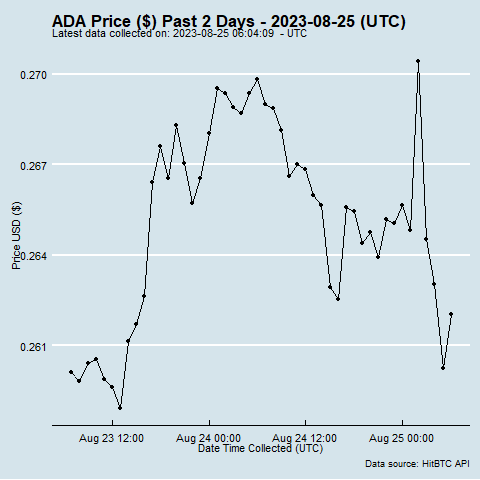 ADA Price ($) Past 2 Days - 2023-08-25 (UTC)
Latest data collected on: 2023-08-25 06:04:09 - UTC
0.270
0.267
0.264
0.261
Price USD ($)
Aug 23 12:00 Aug 24 00:00 Aug 24 12:00 Aug 25 00:00
Date Time Collected (UTC)
Data source: HitBTC API